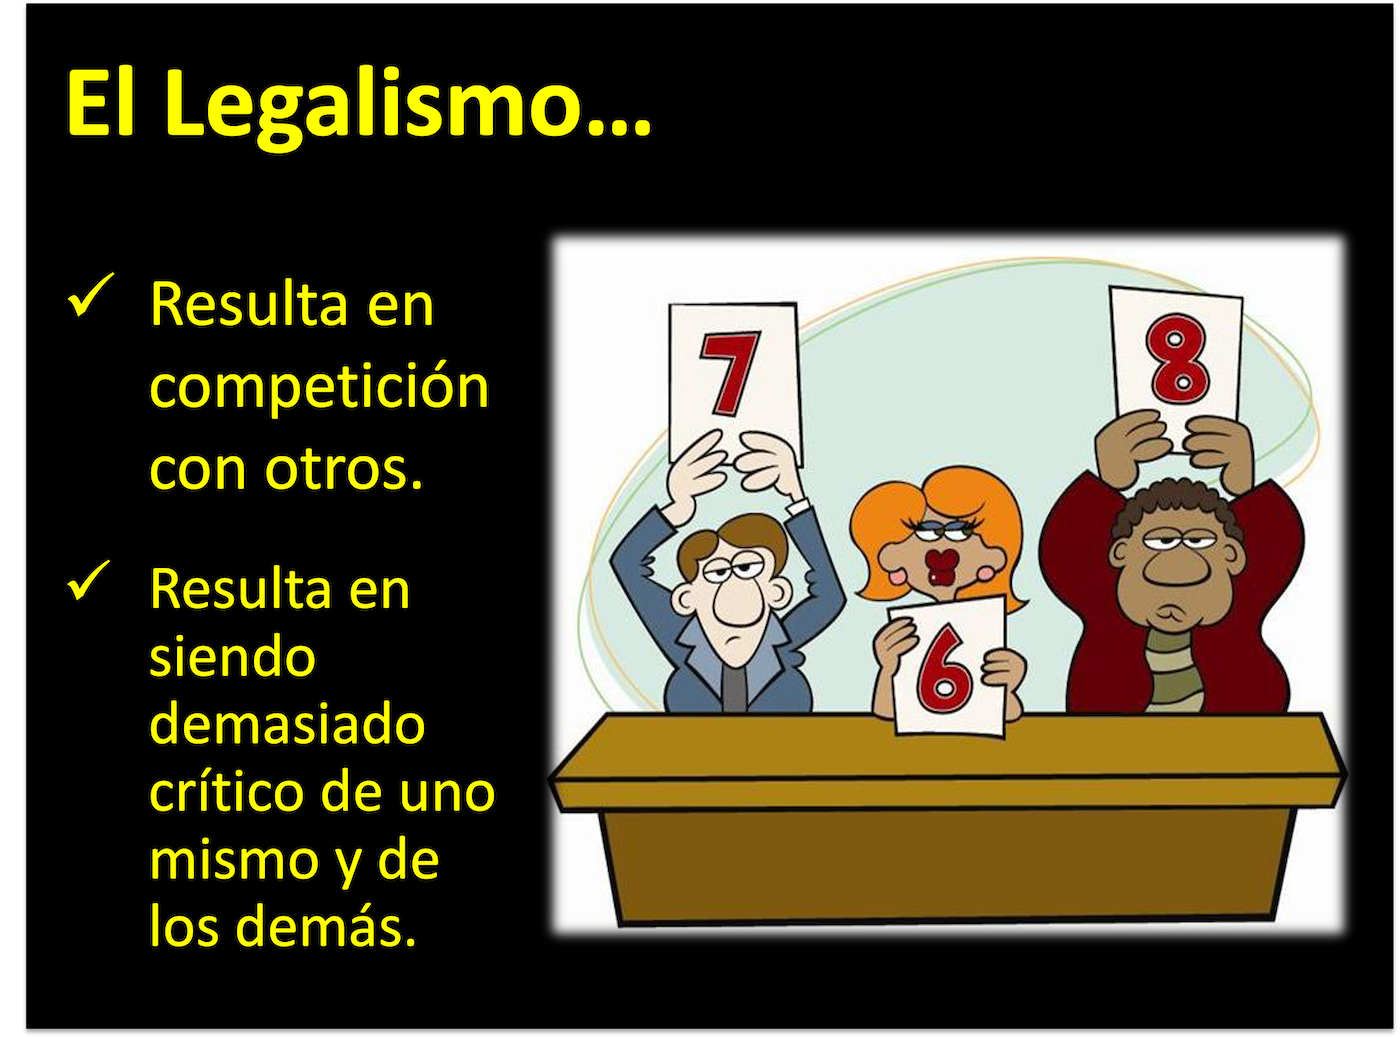 El Legalismo...
✓ Resulta en
competición
con otros.
✓ Resulta en
siendo
demasiado
crítico de uno
mismo y de
los demás.
7
8
6